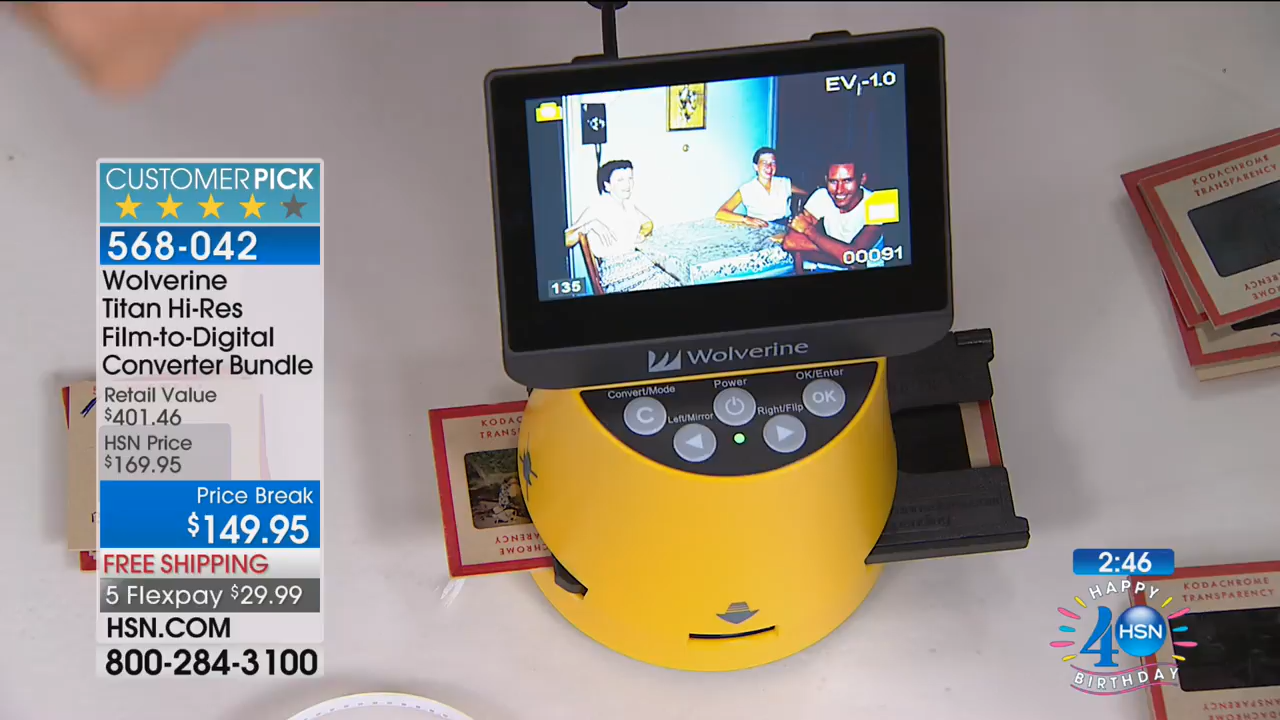 CUSTOMER PICK
568-042
Wolverine
Titan Hi-Res
Film-to-Digital
Converter Bundle
Retail Value
$401.46
HSN Price
$169.95
Price Break
$149.95
FREE SHIPPING
5 Flexpay $29.99
HSN.COM
800-284-3100
EV,-1.0
00091
135
Wolverine
Convert/Mode
Power
OK/Enter
C
OK
Left/Mirror
Right/Flip
KODACHROME
TRANSPARENCY
KODACHROME
TRANSPARENCY
2:46
HAPPY
40
HSN
BIRTHDAY